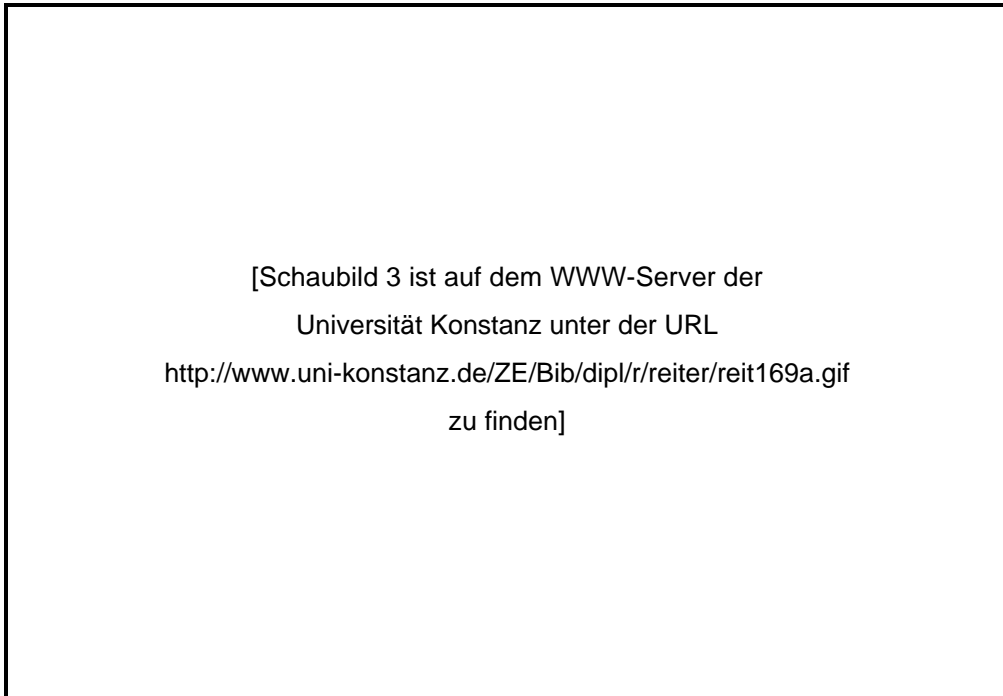 [Schaubild 3 ist auf dem WWW-Server der
Universität Konstanz unter der URL
http://www.uni-konstanz.de/ZE/Bib/dipl/r/reiter/reit169a.gif
zu finden]